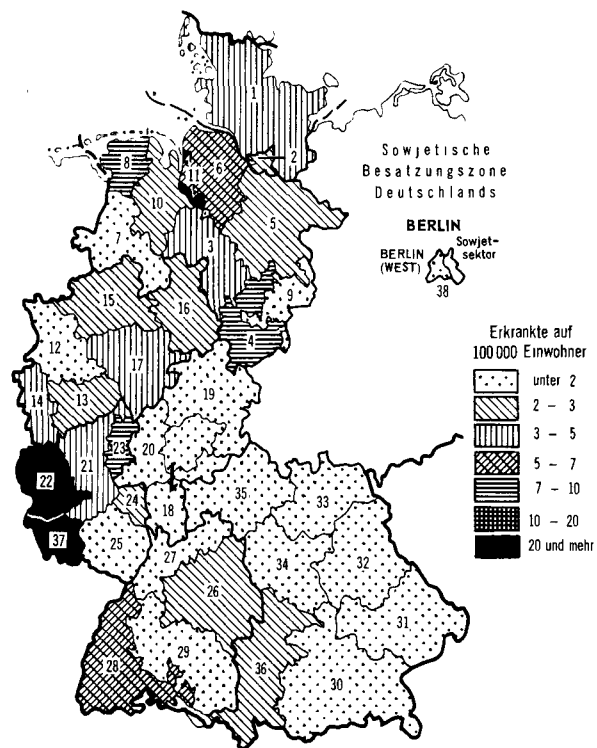 1
2
Sowjetische
Besatzungszone
Deutschlands
8
11
6
10
5
BERLIN
BERLIN
(WEST)
Sowjet-
sektor
38
7
3
9
15
16
4
12
17
Erkrankte auf
100 000 Einwohner
unter 2
2 – 3
3 – 5
5 – 7
7 – 10
10 – 20
20 und mehr
14
13
19
23
20
22
21
24
18
35
33
37
25
27
34
32
26
31
28
29
36
30